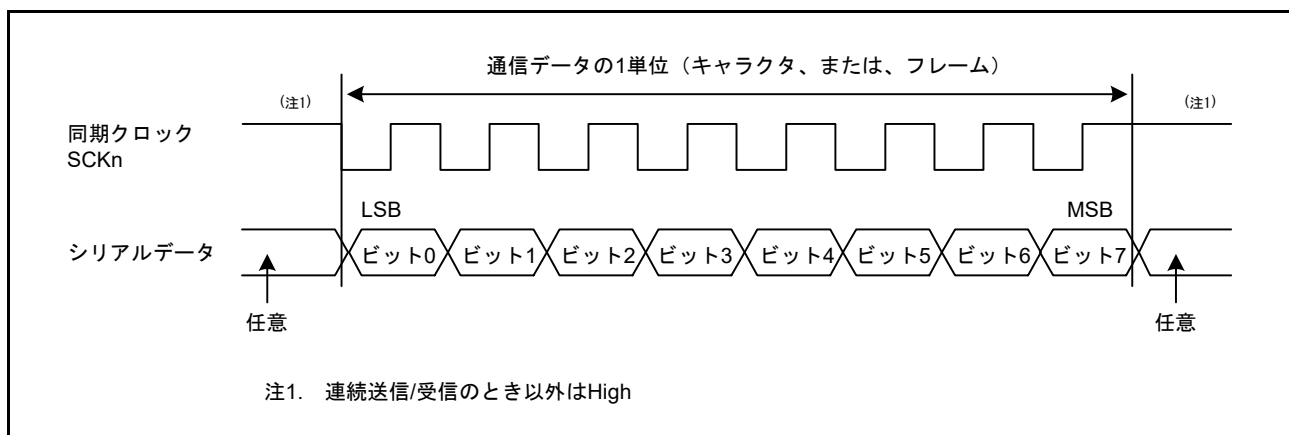 通信データの1単位（キャラクタ、または、フレーム）
(注1)
(注1)
同期クロック
SCKn
LSB
MSB
シリアルデータ
ビット0
ビット1
ビット2
ビット3
ビット4
ビット5
ビット6
ビット7
任意
任意
注1. 連続送信/受信のとき以外はHigh